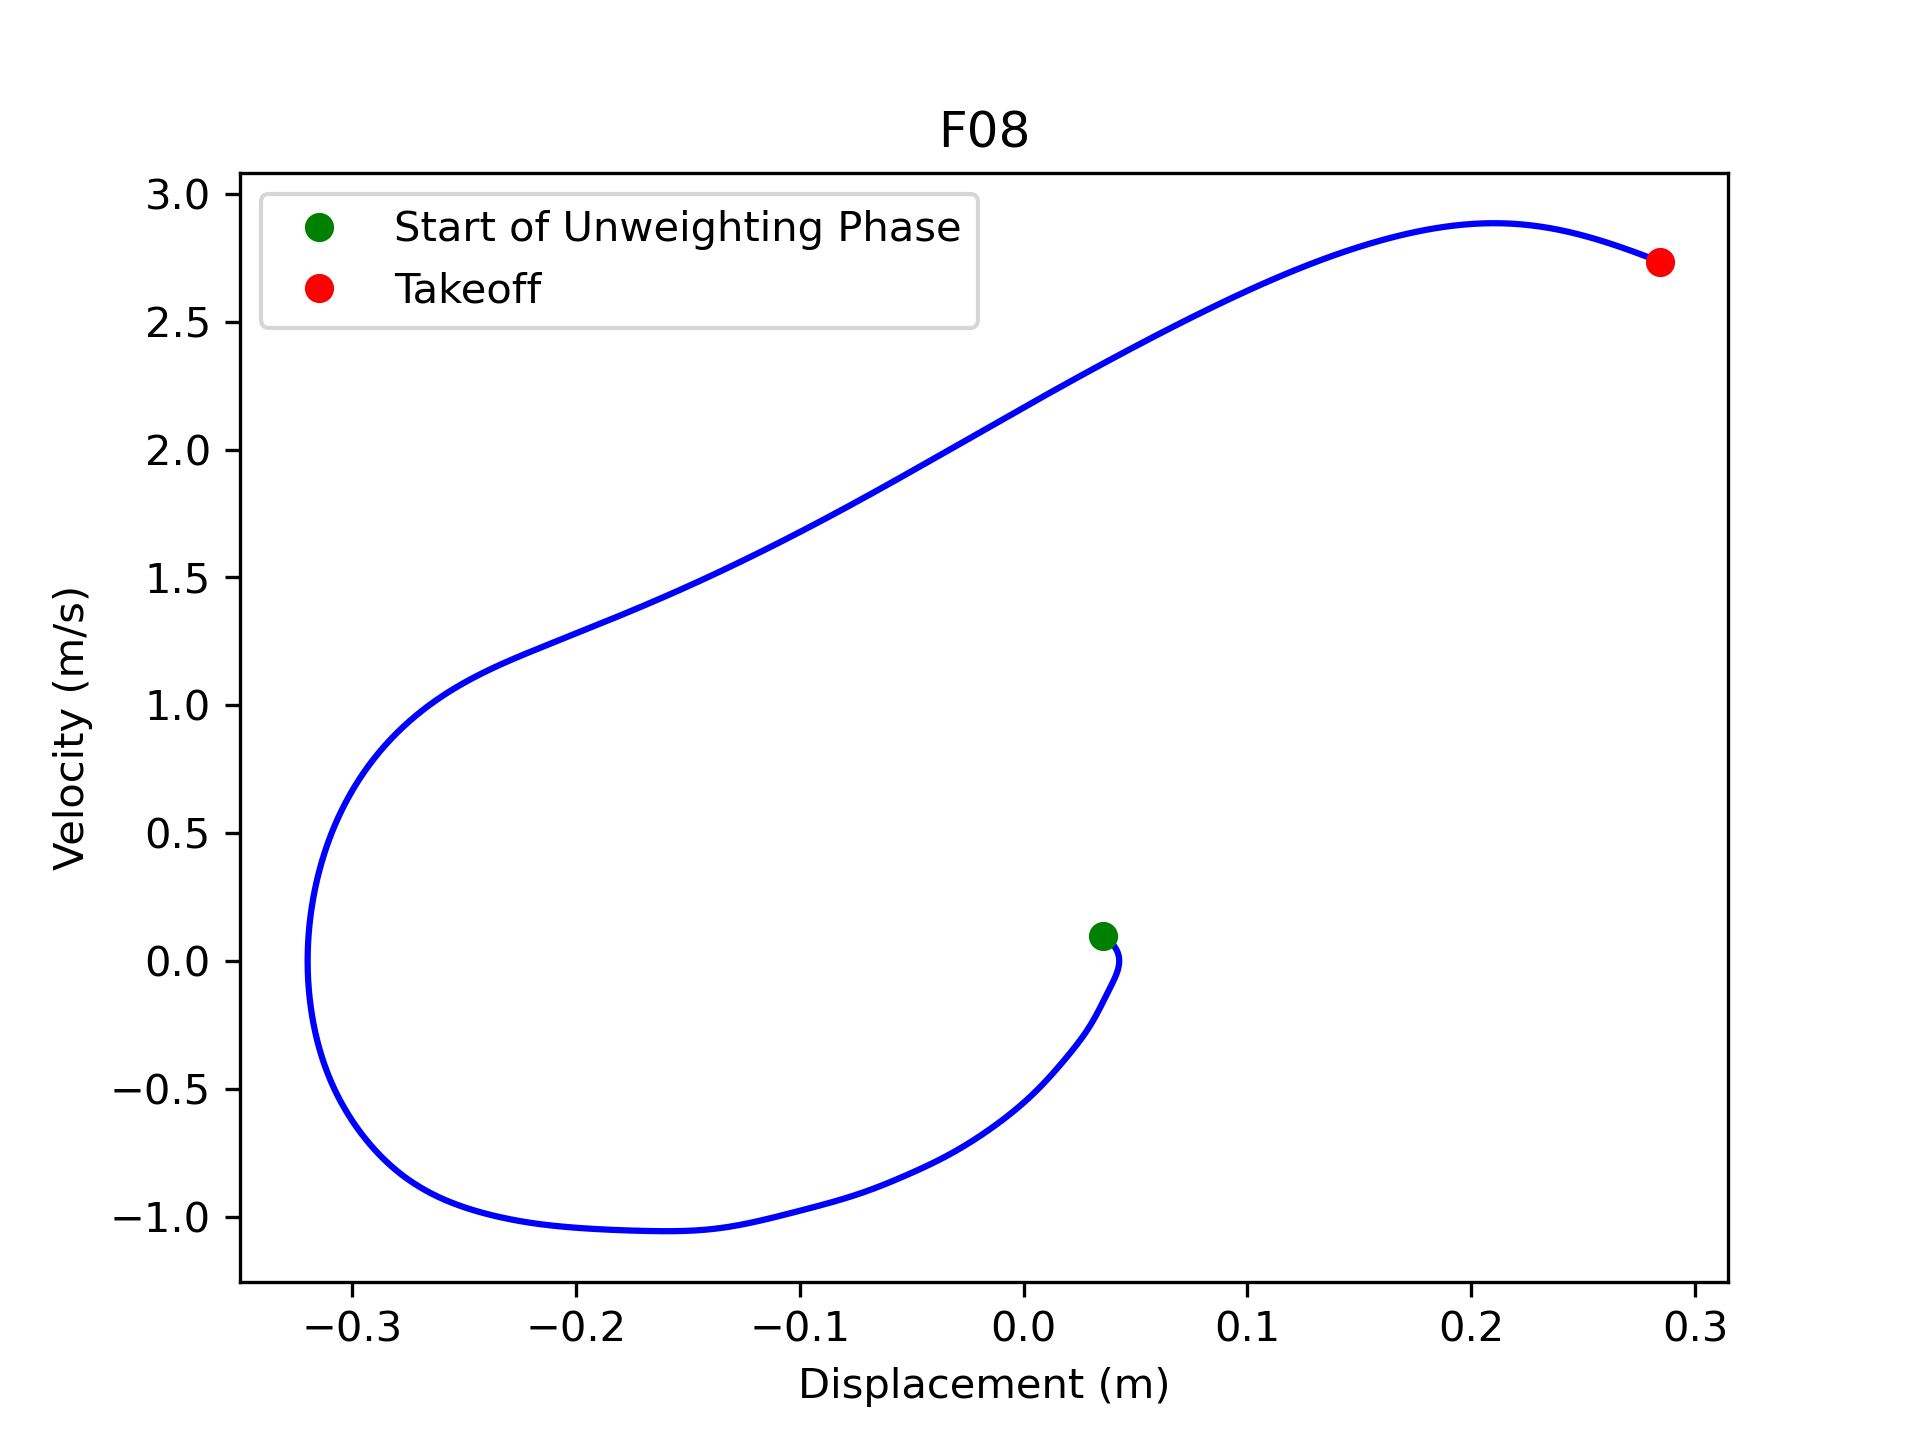 F08
Start of Unweighting Phase
Takeoff
3.0
2.5
2.0
1.5
1.0
0.5
0.0
−0.5
−1.0
Velocity (m/s)
−0.3 −0.2 −0.1 0.0 0.1 0.2 0.3
Displacement (m)